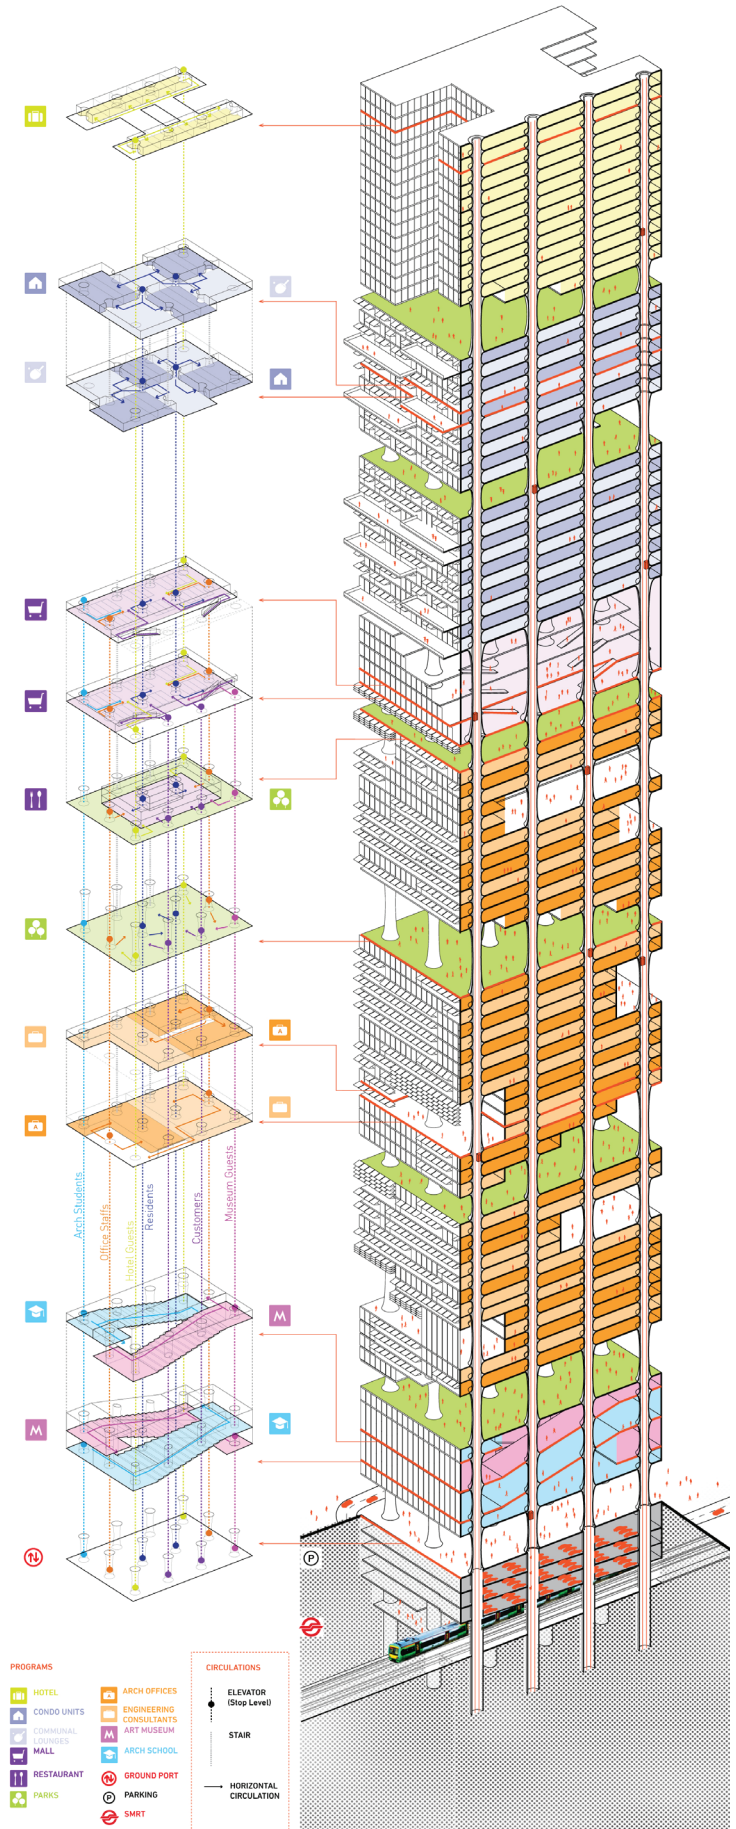 Arch Students
Office Staffs
Hotel Guests
Residents
Customers
Museum Guests
A
A
M
M
P
PROGRAMS
HOTEL
CONDO UNITS
COMMUNAL
LOUNGES
MALL
RESTAURANT
PARKS
A
ARCH OFFICES
ENGINEERING
CONSULTANTS
M
ART MUSEUM
ARCH SCHOOL
GROUND PORT
P
PARKING
SMRT
CIRCULATIONS
ELEVATOR
(Stop Level)
STAIR
HORIZONTAL
CIRCULATION